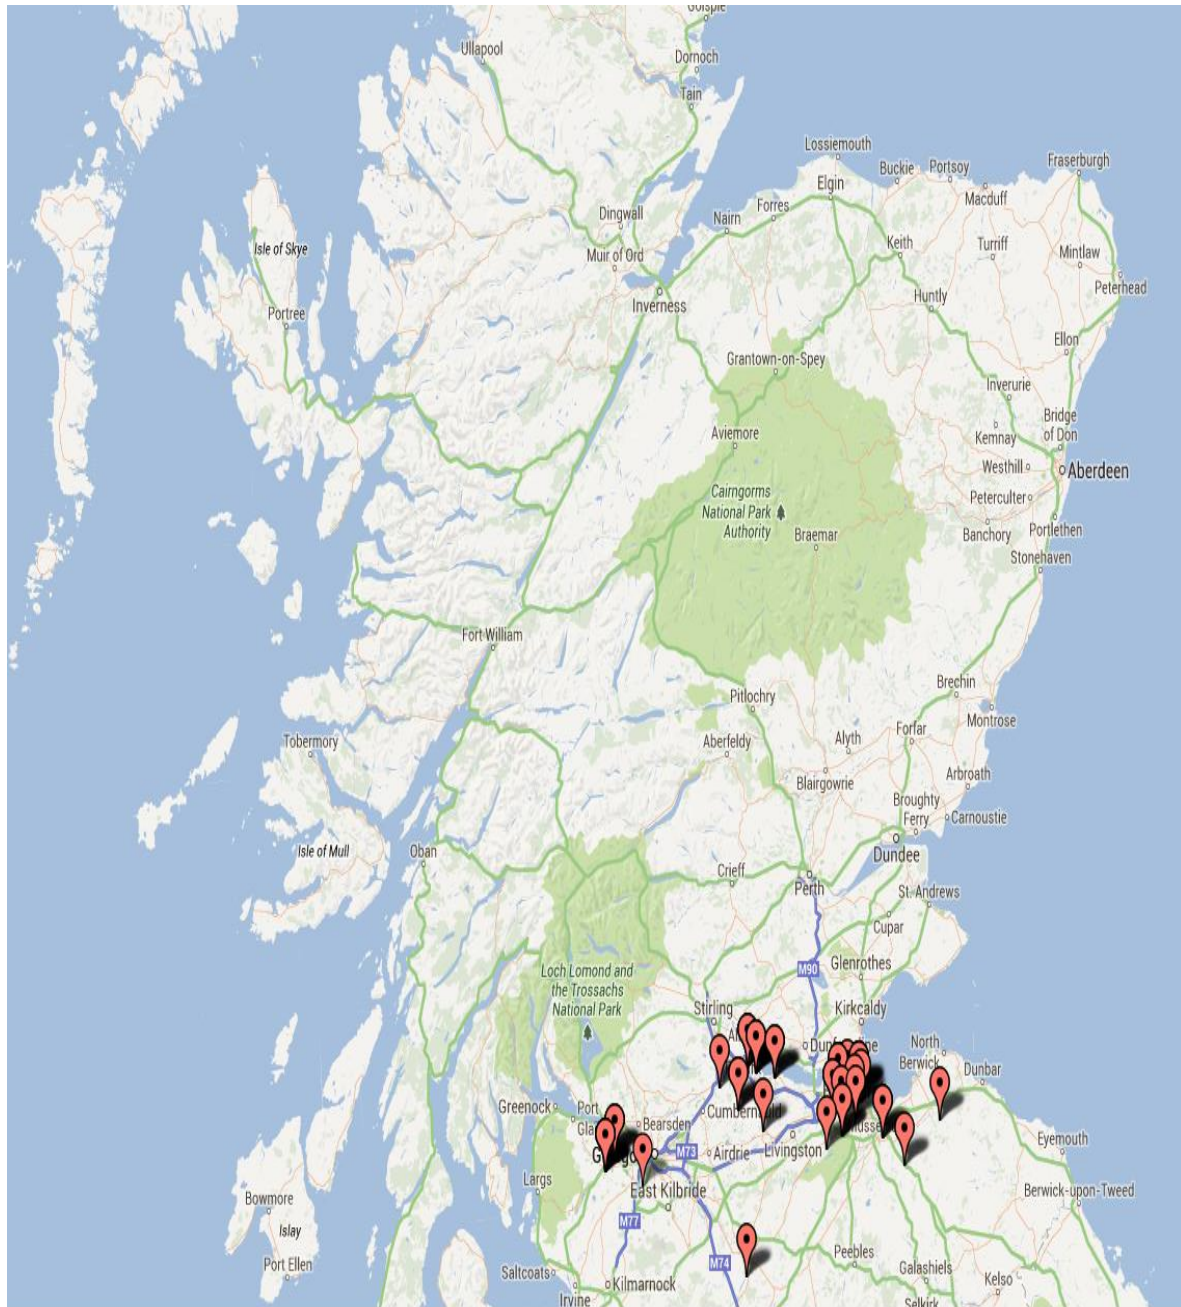 Golspie
Ullapool
Dornoch
Tain
Lossiemouth
Buckie
Portsoy
Fraserburgh
Elgin
Macduff
Forres
Dingwall
Nairn
Isle of Skye
Keith
Turriff
Mintlaw
Muir of Ord
Peterhead
Inverness
Huntly
Portree
Ellon
Grantown-on-Spey
Inverurie
Bridge
of Don
Aviemore
Kemnay
Westhill
Aberdeen
Cairngorms
National Park
Authority
Peterculter
Braemar
Banchory
Portlethen
Stonehaven
Fort William
Brechin
Pitlochry
Montrose
Forfar
Tobermory
Aberfeldy
Alyth
Blairgowrie
Arbroath
Broughty
Ferry
Carnoustie
Isle of Mull
Oban
Dundee
Crieff
Perth
St. Andrews
Cupar
Loch Lomond and
the Trossachs
National Park
M90
Glenrothes
Stirling
Kirkcaldy
North
Berwick
Dunbar
Greenock
Port
Bearsden
Livingston
Eyemouth
M73
Airdrie
Largs
East Kilbride
Berwick-upon-Tweed
Bowmore
Islay
M77
Port Ellen
M74
Peebles
Saltcoats
Kilmarnock
Galashiels
Kelso
Irvine
Selkirk